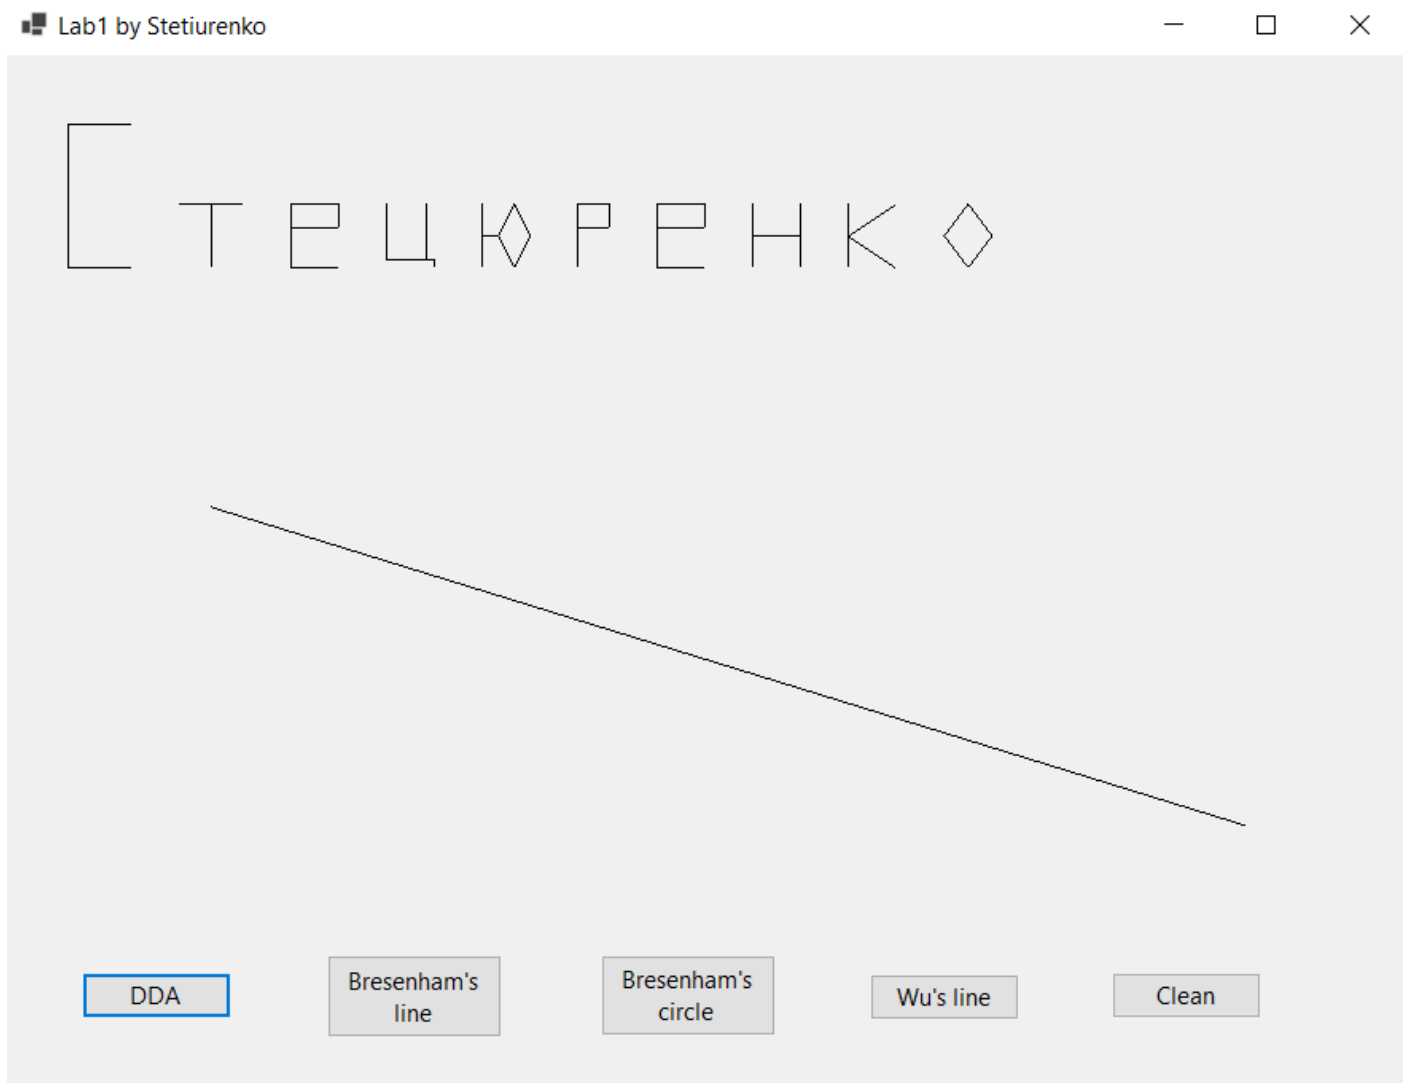 Lab1 by Stetiurenko
Стецюренко
DDA
Bresenham's
line
Bresenham's
circle
Wu's line
Clean